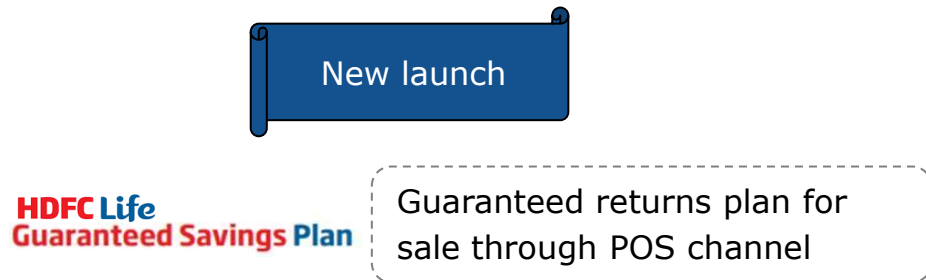 New launch
HDFC Life
Guaranteed Savings Plan
Guaranteed returns plan for
sale through POS channel